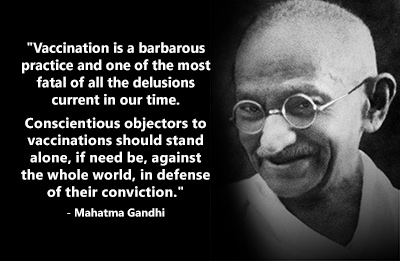 "Vaccination is a barbarous
practice and one of the most
fatal of all the delusions
current in our time.
Conscientious objectors to
vaccinations should stand
alone, if need be, against
the whole world, in defense
of their conviction."
- Mahatma Gandhi